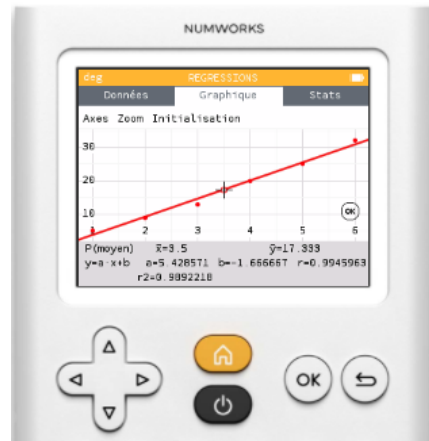 NUMWORKS
deg REGRESSIONS
Données Graphique Stats
Axes Zoom Initialisation
30
20
10
OK
1 2 3 4 5 6
P(moyen) x̄=3.5 ȳ=17.333
y=a·x+b a=5.428571 b=-1.666667 r=0.9945963
r2=0.9892218
OK